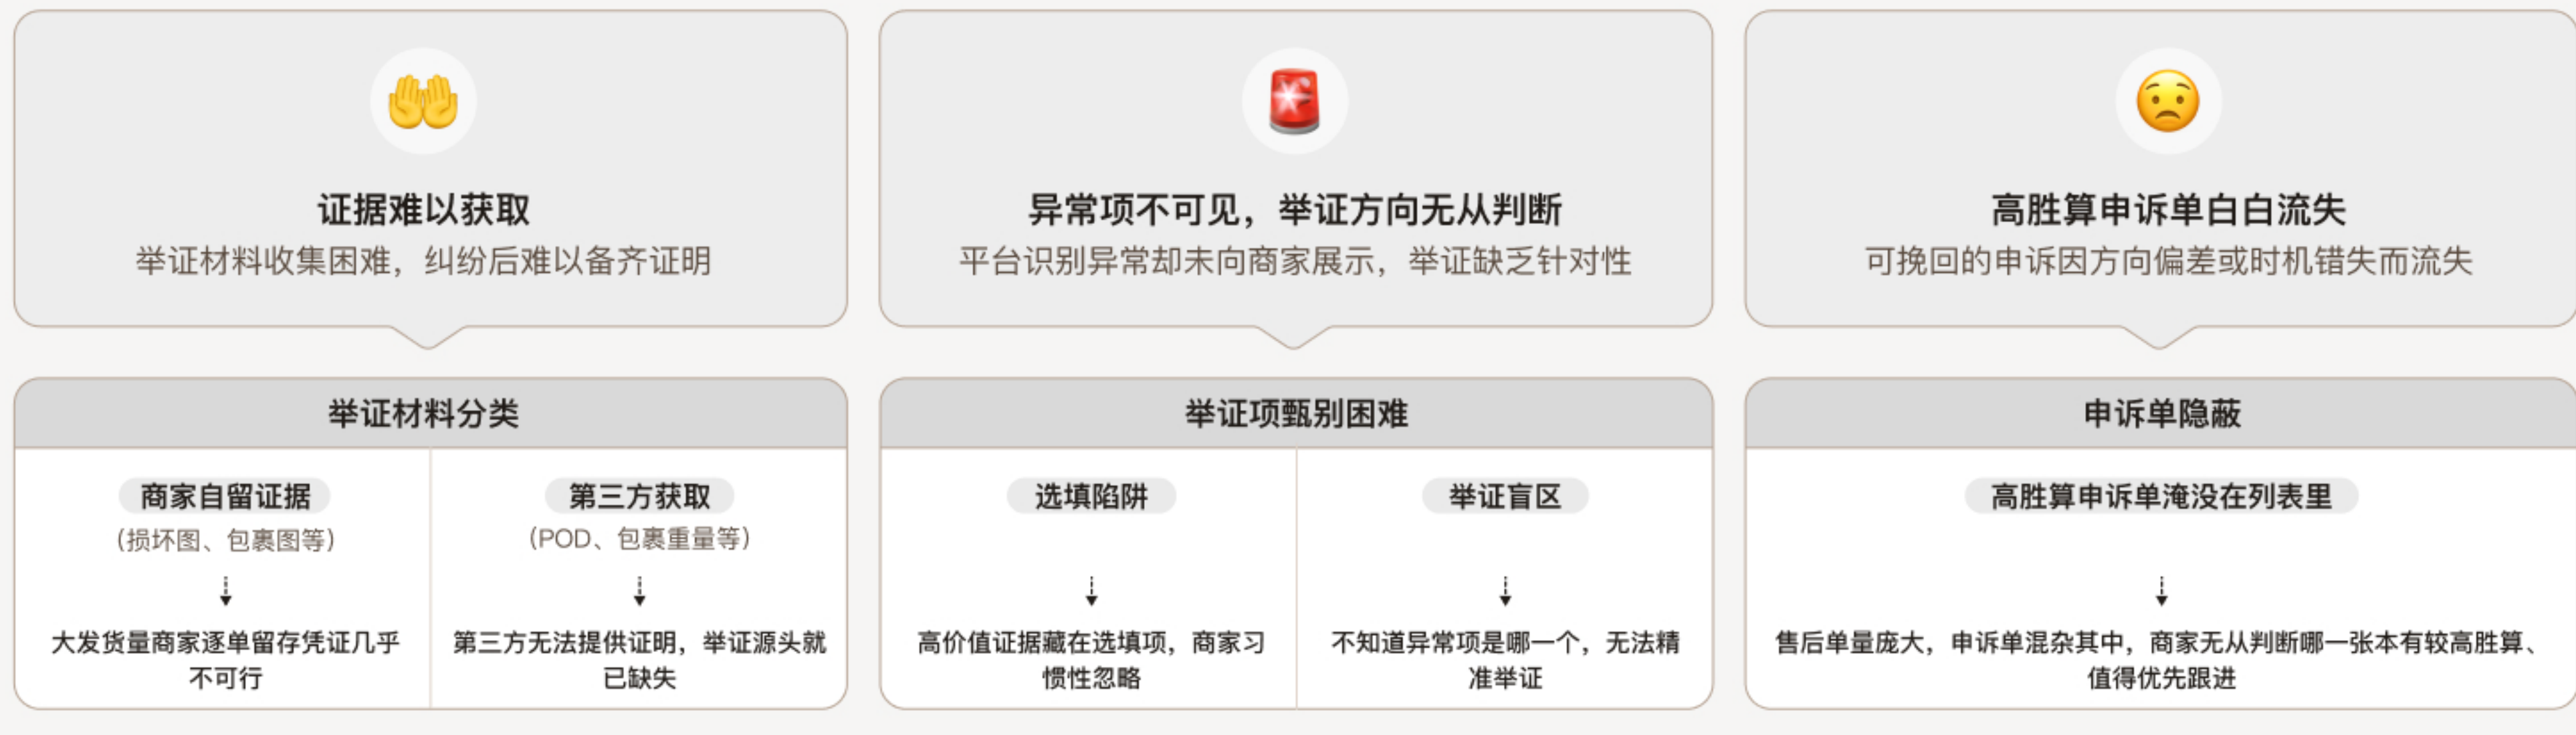 证据难以获取
举证材料收集困难，纠纷后难以备齐证明
异常项不可见，举证方向无从判断
平台识别异常却未向商家展示，举证缺乏针对性
高胜算申诉单白白流失
可挽回的申诉因方向偏差或时机错失而流失
举证材料分类
商家自留证据
（损坏图、包裹图等）
大发货量商家逐单留存凭证几乎
不可行
第三方获取
（POD、包裹重量等）
第三方无法提供证明，举证源头就
已缺失
举证项甄别困难
选填陷阱
高价值证据藏在选填项，商家习
惯性忽略
举证盲区
不知道异常项是哪一个，无法精
准举证
申诉单隐蔽
高胜算申诉单淹没在列表里
售后单量庞大，申诉单混杂其中，商家无从判断哪一张本有较高胜算、
值得优先跟进